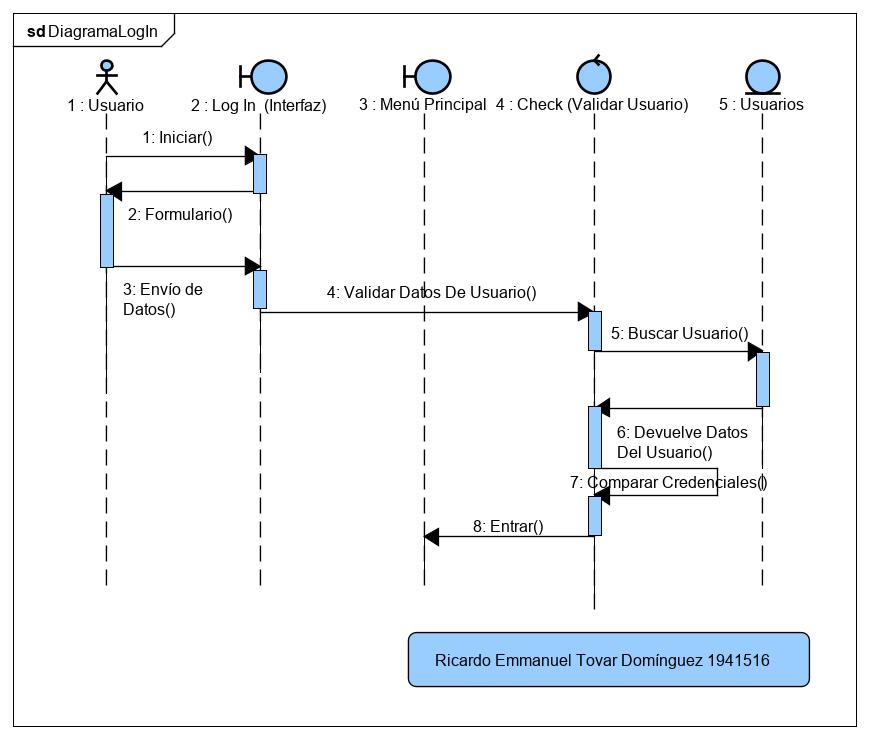 sd DiagramaLogIn
1 : Usuario
2 : Log In (Interfaz)
3 : Menú Principal
4 : Check (Validar Usuario)
5 : Usuarios
1: Iniciar()
2: Formulario()
3: Envío de
Datos()
4: Validar Datos De Usuario()
5: Buscar Usuario()
6: Devuelve Datos
Del Usuario()
7: Comparar Credenciales()
8: Entrar()
Ricardo Emmanuel Tovar Domínguez 1941516